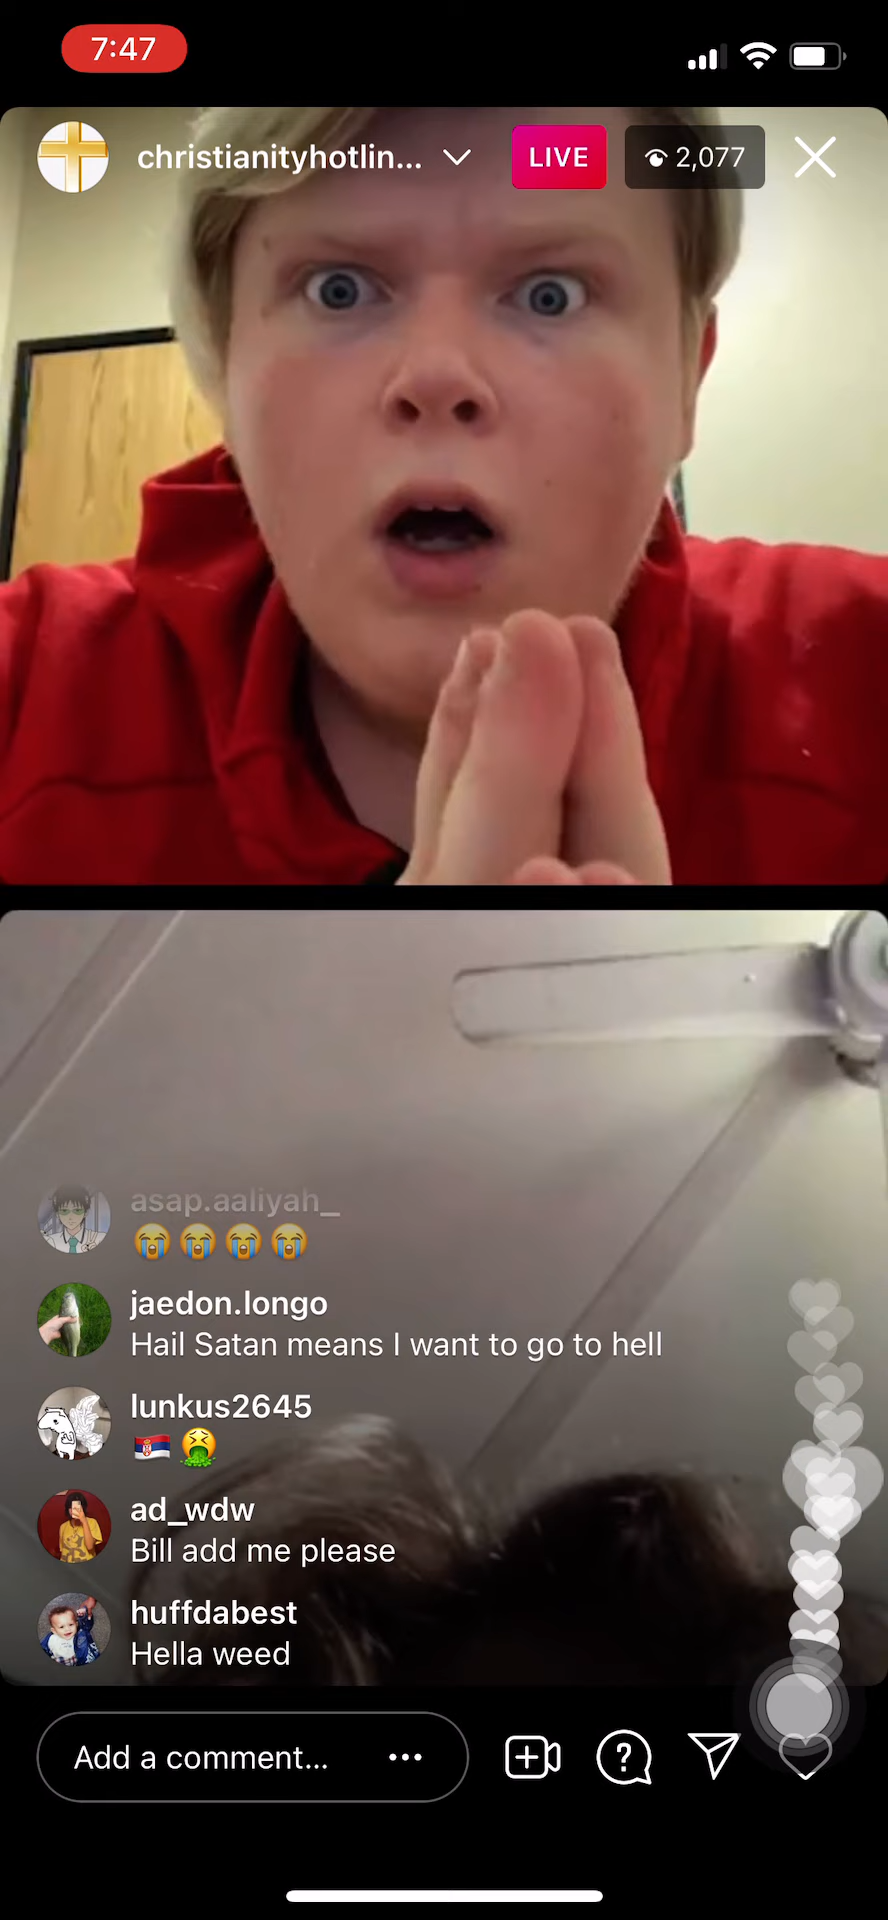 7:47
christianityhotlin...
LIVE
2,077
asap.aaliyah_
😭😭😭😭
jaedon.longo
Hail Satan means I want to go to hell
lunkus2645
🇷🇸🤮
ad_wdw
Bill add me please
huffdabest
Hella weed
Add a comment...